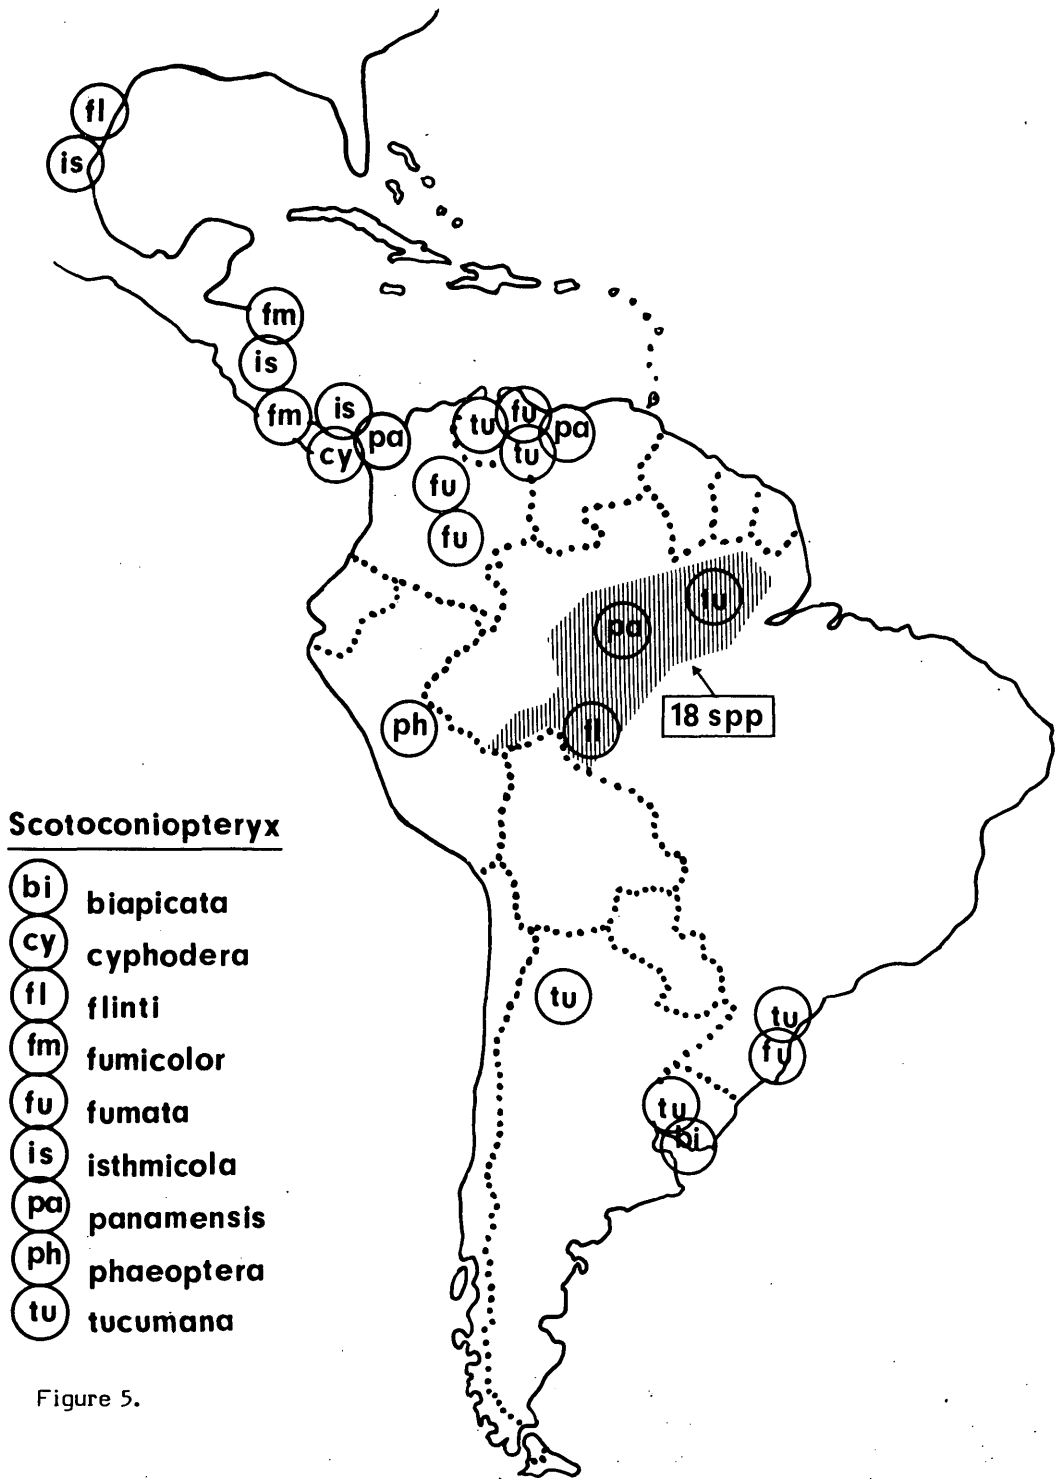 fl
is
fm
is
fm
is
cy
pa
tu
fu
pa
tu
fu
fu
tu
pa
18 spp
ph
fl
tu
tu
fu
tu
bi
Scotoconiopteryx
bi biapicata
cy cyphodera
fl flinti
fm fumicolor
fu fumata
is isthmicola
pa panamensis
ph phaeoptera
tu tucumana
Figure 5.